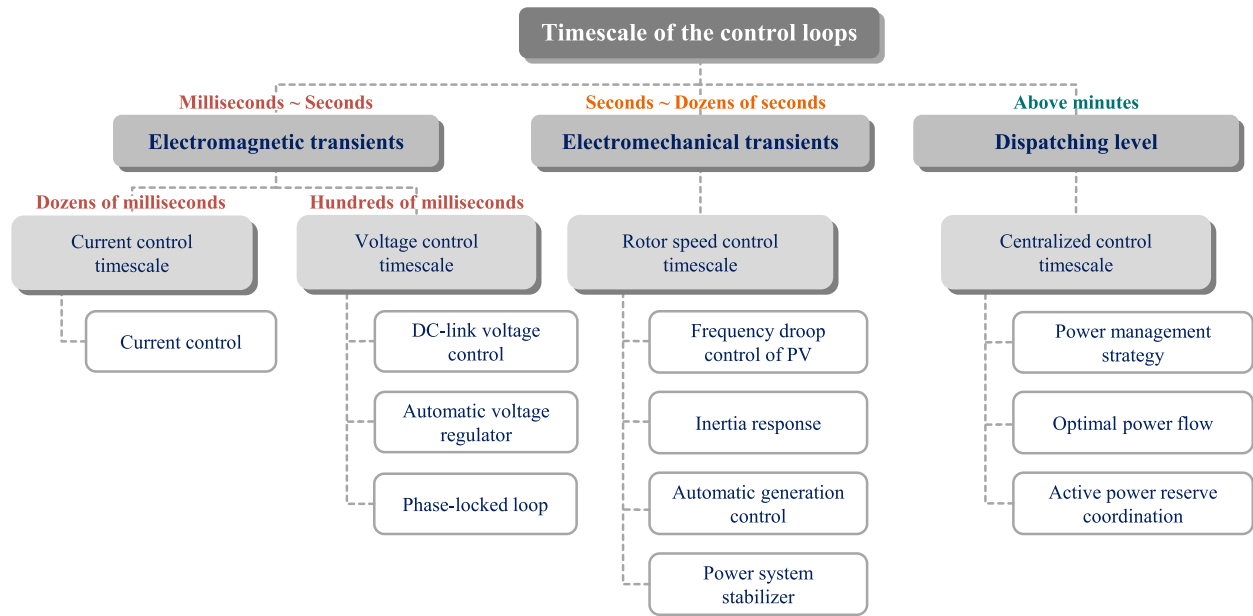 Timescale of the control loops
Milliseconds ~ Seconds
Electromagnetic transients
Seconds ~ Dozens of seconds
Electromechanical transients
Above minutes
Dispatching level
Dozens of milliseconds
Current control
timescale
Hundreds of milliseconds
Voltage control
timescale
Rotor speed control
timescale
Centralized control
timescale
Current control
DC-link voltage
control
Automatic voltage
regulator
Phase-locked loop
Frequency droop
control of PV
Inertia response
Automatic generation
control
Power system
stabilizer
Power management
strategy
Optimal power flow
Active power reserve
coordination